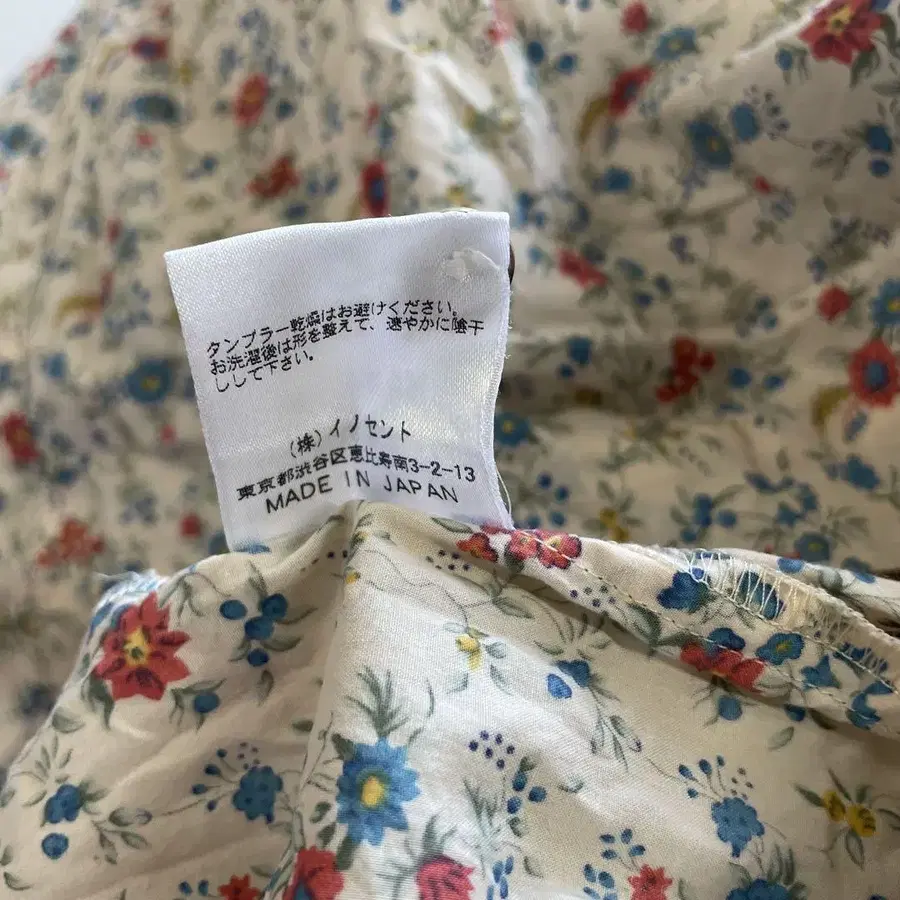 タンブラー乾燥はお避けください。
お洗濯後は形を整えて、速やかに陰干
しして下さい。
(株)イノセント
東京都渋谷区恵比寿南3-2-13
MADE IN JAPAN